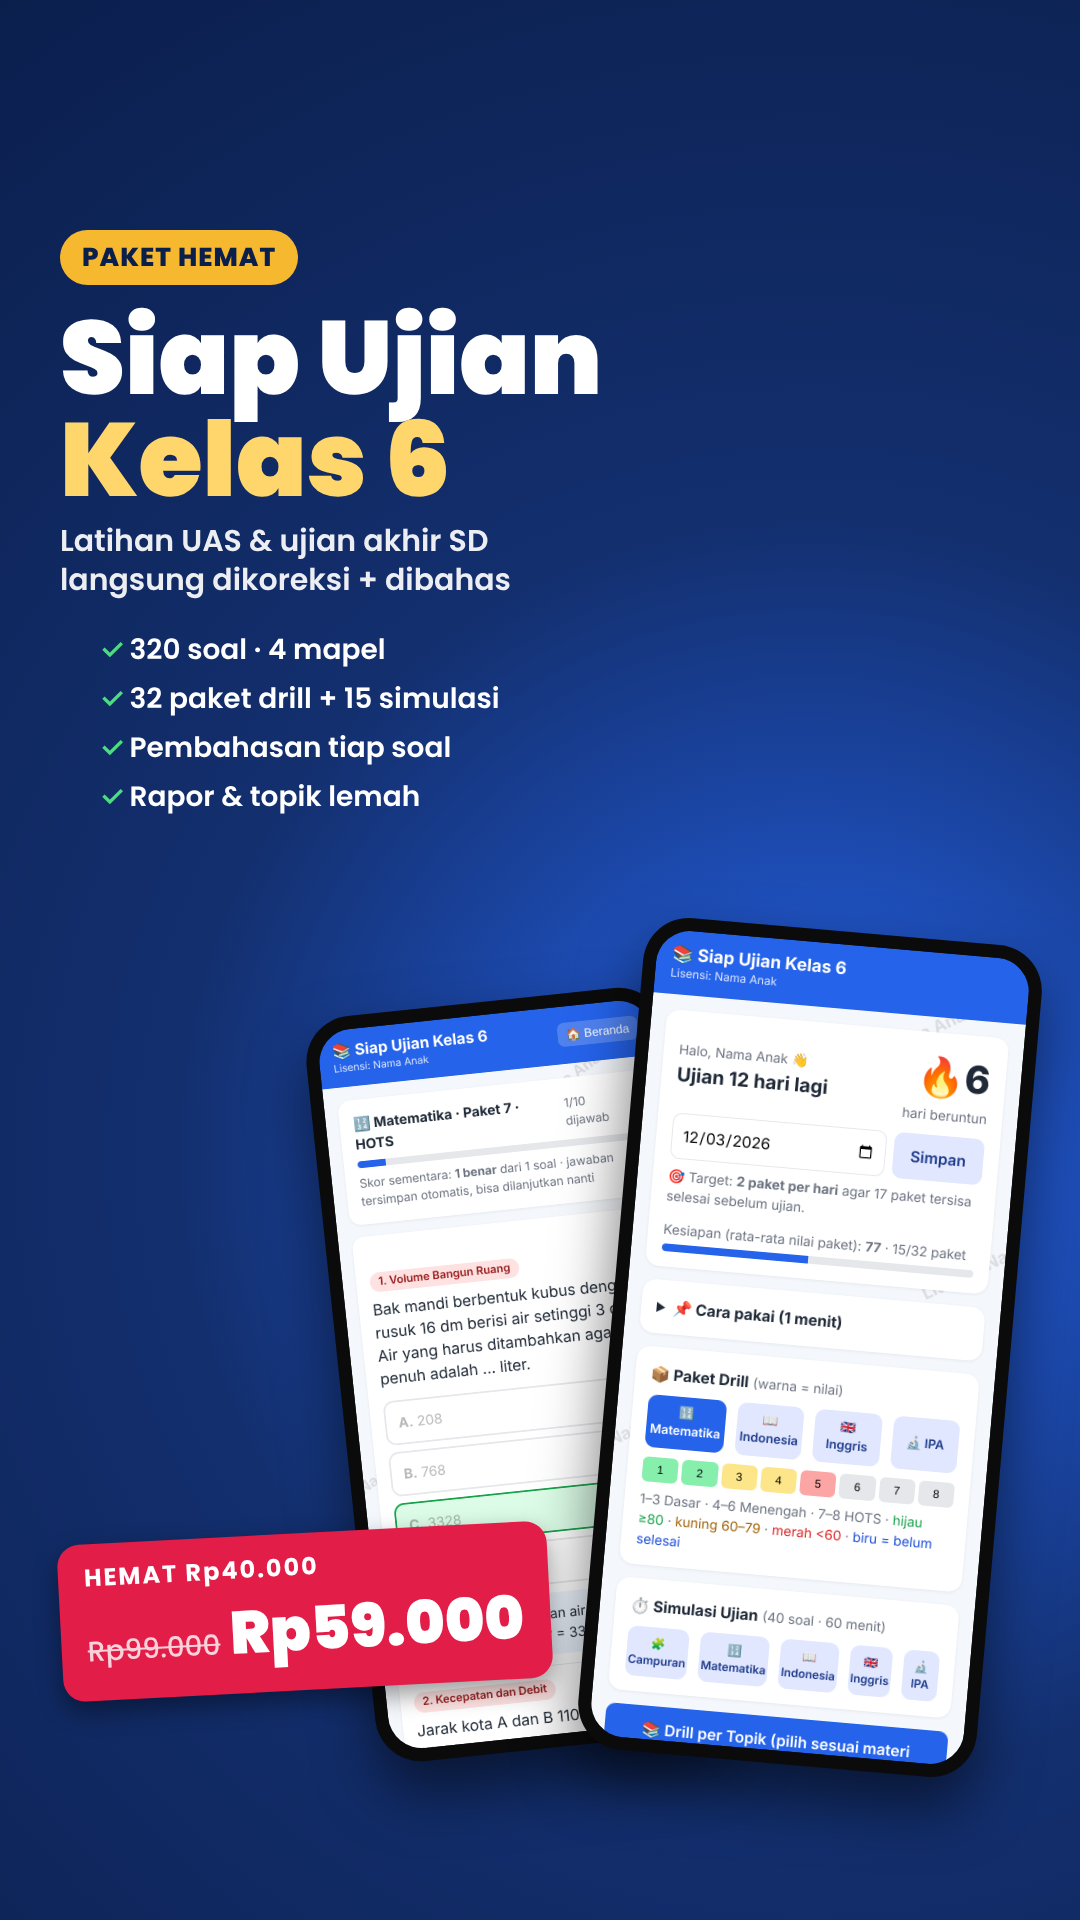 PAKET HEMAT
Siap Ujian
Kelas 6
Latihan UAS & ujian akhir SD
langsung dikoreksi + dibahas
✓ 320 soal · 4 mapel
✓ 32 paket drill + 15 simulasi
✓ Pembahasan tiap soal
✓ Rapor & topik lemah
📚 Siap Ujian Kelas 6
Lisensi: Nama Anak
🏠 Beranda
🔢 Matematika · Paket 7 ·
HOTS
1/10
dijawab
Skor sementara: 1 benar dari 1 soal · jawaban
tersimpan otomatis, bisa dilanjutkan nanti
1. Volume Bangun Ruang
Bak mandi berbentuk kubus
rusuk 16 dm berisi air setinggi 3
Air yang harus ditambahkan
penuh adalah ... liter.
A. 208
B. 768
C. 3328
an air
= 33
2. Kecepatan dan Debit
Jarak kota A dan B 110
HEMAT Rp40.000
Rp99.000 Rp59.000
📚 Siap Ujian Kelas 6
Lisensi: Nama Anak
Halo, Nama Anak 👋
Ujian 12 hari lagi
🔥6
hari beruntun
12/03/2026
Simpan
🎯 Target: 2 paket per hari agar 17 paket tersisa
selesai sebelum ujian.
Kesiapan (rata-rata nilai paket): 77 · 15/32 paket
▶ 📌 Cara pakai (1 menit)
📦 Paket Drill (warna = nilai)
🔢 Matematika
📖 Indonesia
🇬🇧 Inggris
🔬 IPA
1 2 3 4 5 6 7 8
1–3 Dasar · 4–6 Menengah · 7–8 HOTS · hijau
≥80 · kuning 60–79 · merah <60 · biru = belum
selesai
⏱️ Simulasi Ujian (40 soal · 60 menit)
🧩 Campuran
🔢 Matematika
📖 Indonesia
🇬🇧 Inggris
🔬 IPA
📚 Drill per Topik (pilih sesuai materi